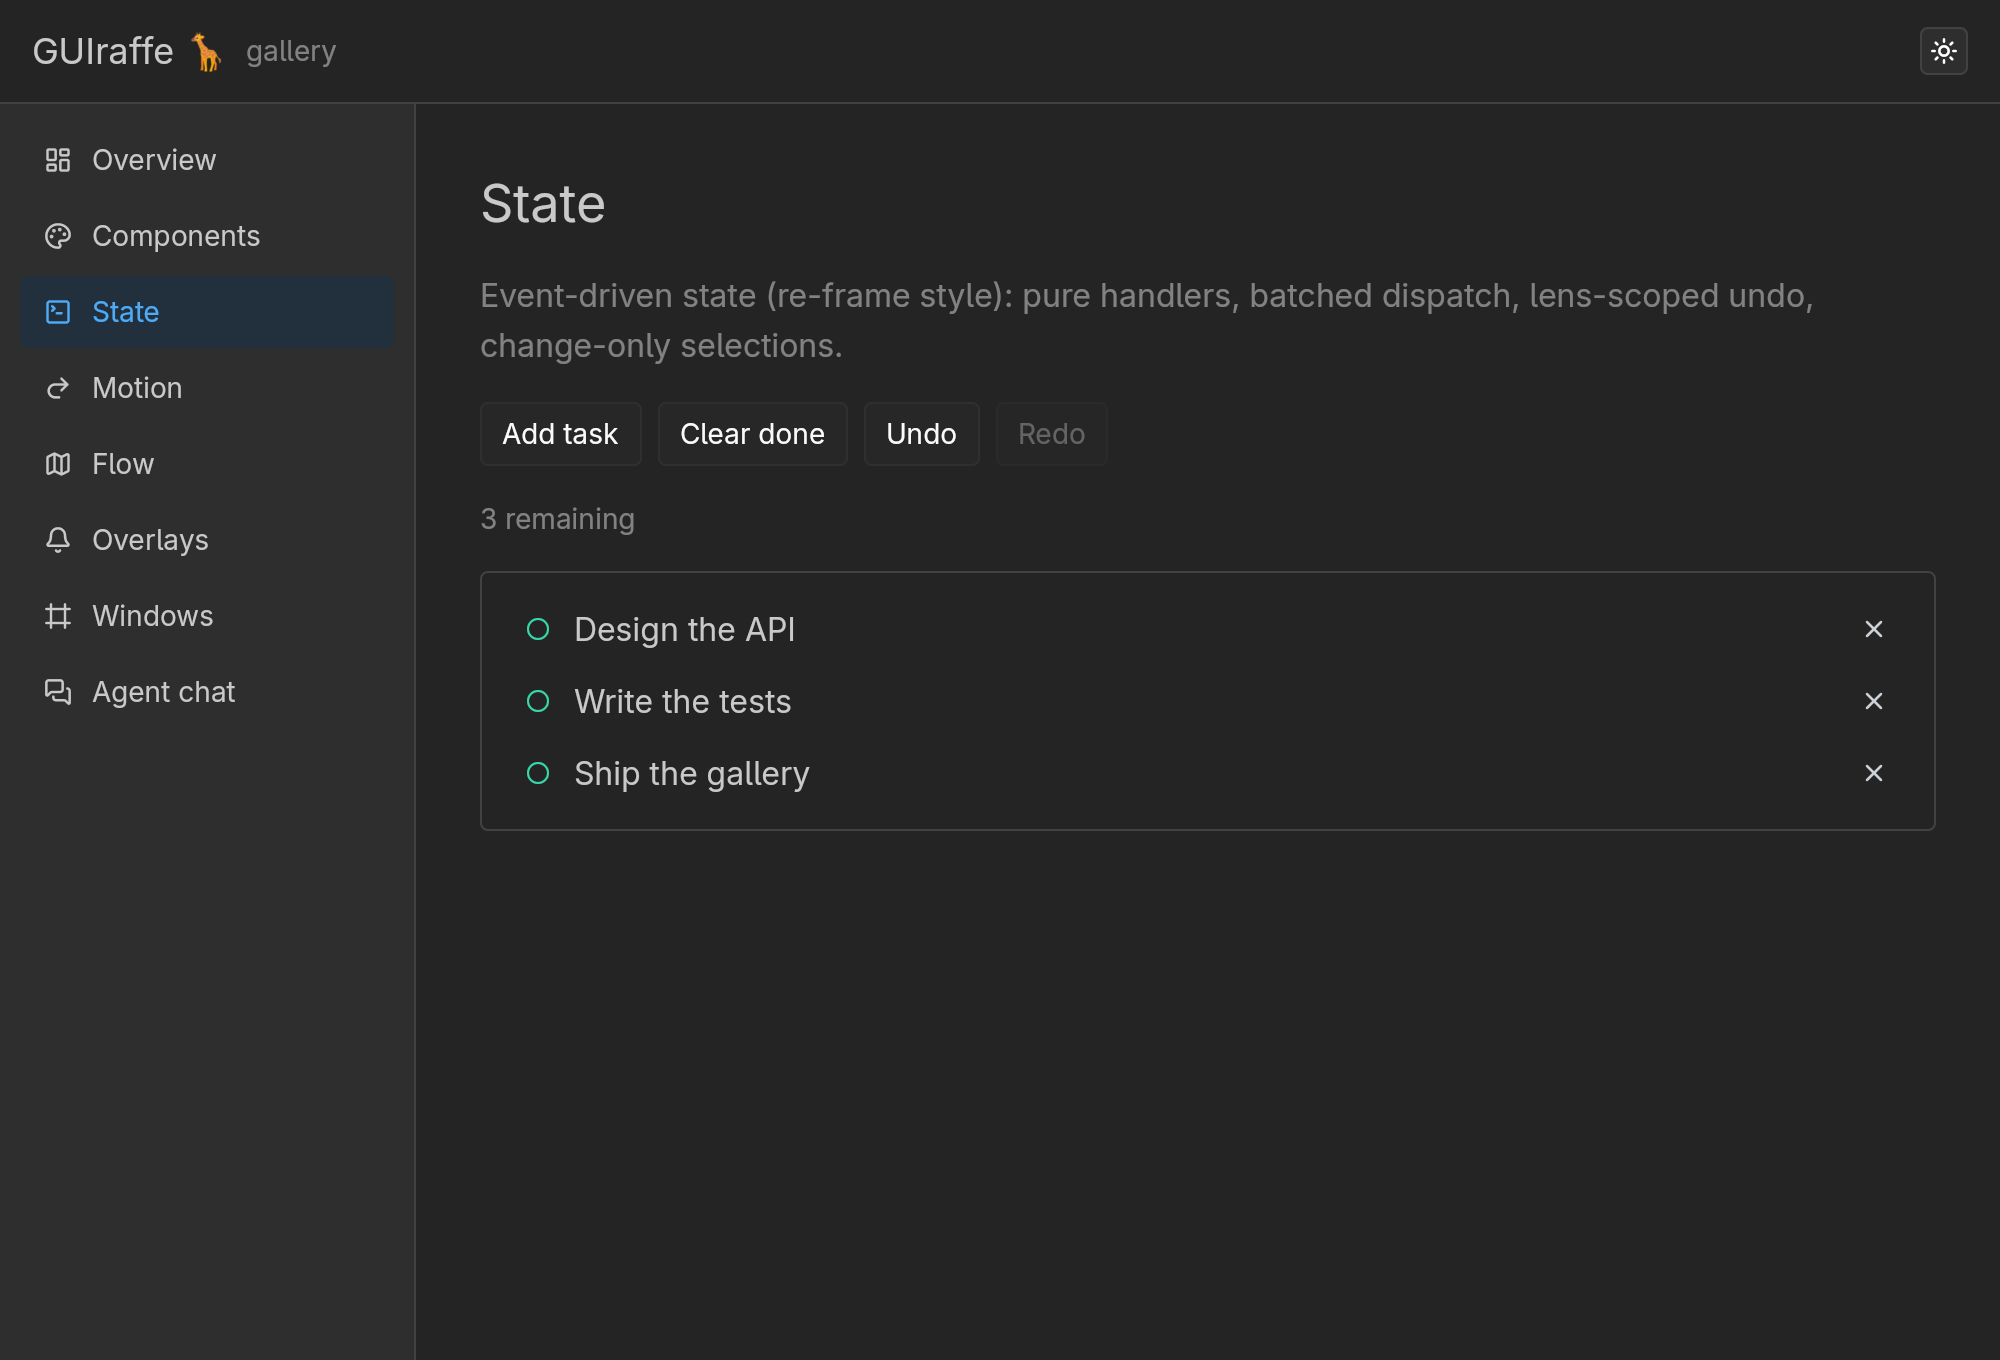 GUIraffe 🦒 gallery
Overview
Components
State
Motion
Flow
Overlays
Windows
Agent chat
State
Event-driven state (re-frame style): pure handlers, batched dispatch, lens-scoped undo,
change-only selections.
Add task Clear done Undo Redo
3 remaining
Design the API
Write the tests
Ship the gallery